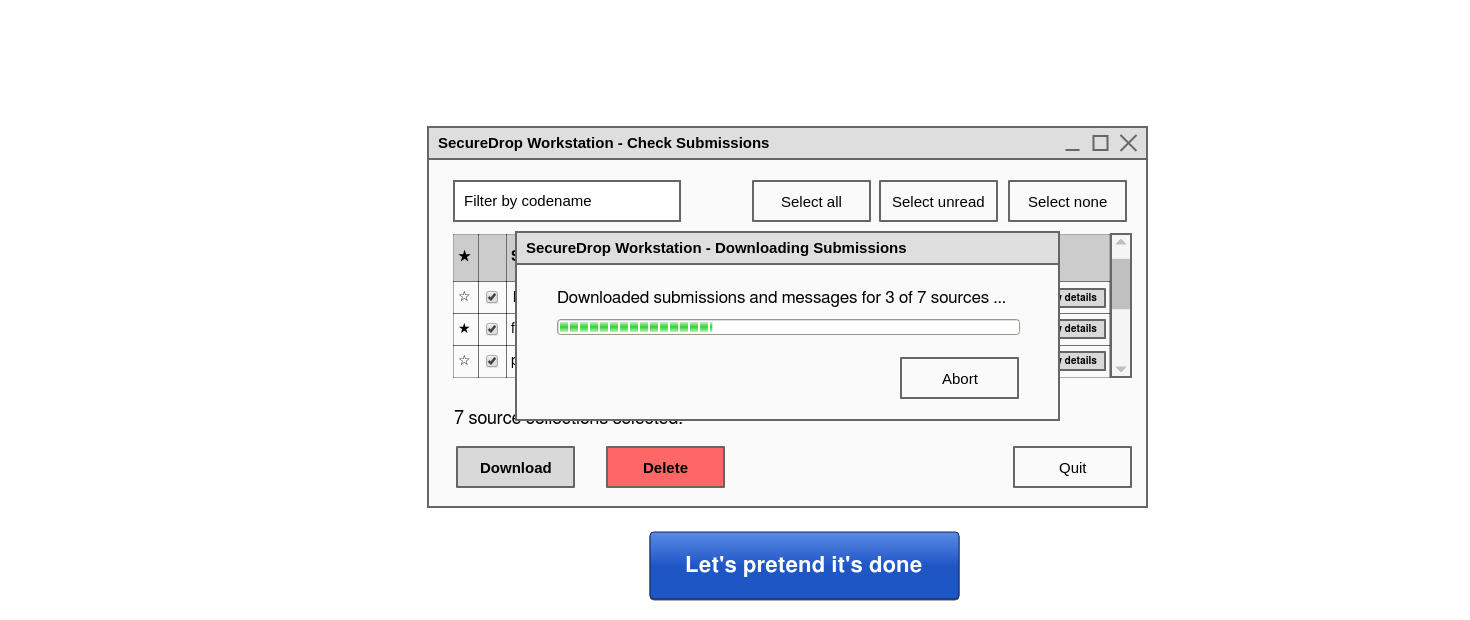 SecureDrop Workstation - Check Submissions
Filter by codename
Select all
Select unread
Select none
SecureDrop Workstation - Downloading Submissions
Downloaded submissions and messages for 3 of 7 sources ...
details
details
details
Abort
7 source collections selected.
Download
Delete
Quit
Let's pretend it's done